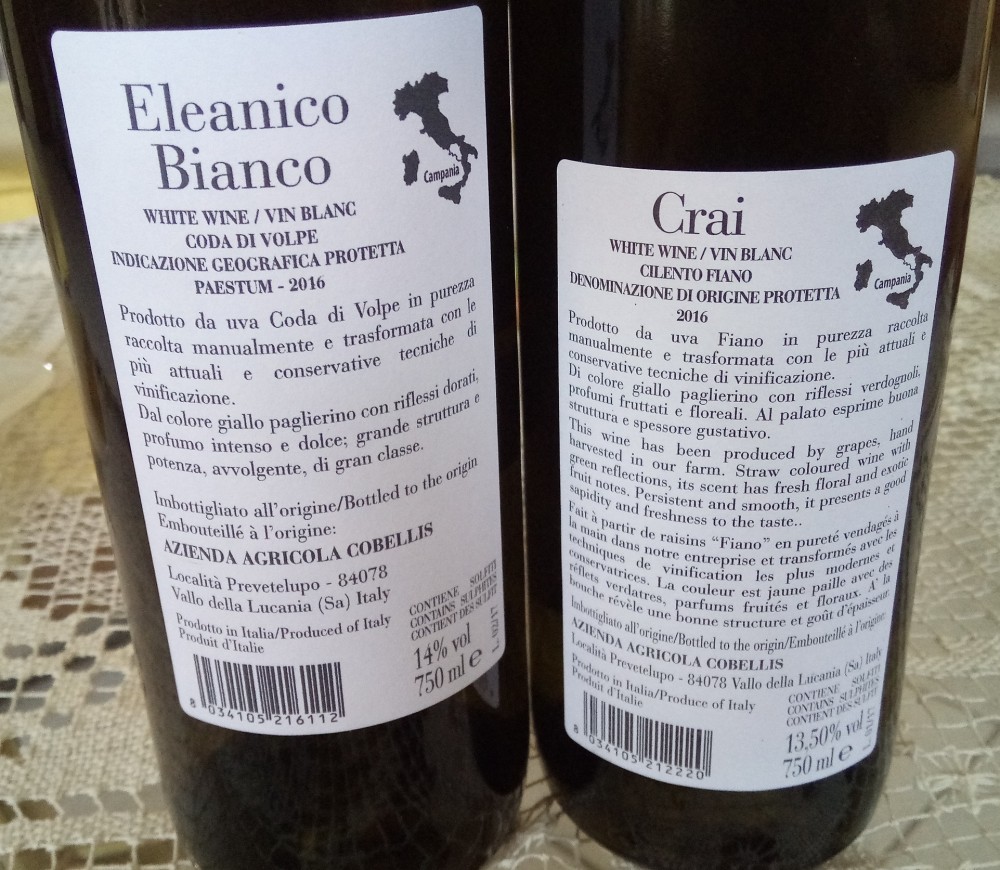 Eleanico
Bianco
Campania
WHITE WINE / VIN BLANC
CODA DI VOLPE
INDICAZIONE GEOGRAFICA PROTETTA
PAESTUM - 2016
Prodotto da uva Coda di Volpe in purezza
raccolta manualmente e trasformata con le
più attuali e conservative tecniche di
vinificazione.
Dal colore giallo paglierino con riflessi dorati,
profumo intenso e dolce; grande struttura e
potenza, avvolgente, di gran classe.
Imbottigliato all'origine/Bottled to the origin
Embouteillé à l'origine:
AZIENDA AGRICOLA COBELLIS
Località Prevetelupo - 84078
Vallo della Lucania (Sa) Italy
Prodotto in Italia/Produced of Italy
Produit d'Italie
CONTIENE SOLFITI
CONTAINS SULPHITES
CONTIENT DES SULFIT
14% vol
750 ml e
8 034105 216112
Crai
Campania
WHITE WINE / VIN BLANC
CILENTO FIANO
DENOMINAZIONE DI ORIGINE PROTETTA
2016
Prodotto da uva Fiano in purezza raccolta
manualmente e trasformata con le più attuali e
conservative tecniche di vinificazione.
Di colore giallo paglierino con riflessi verdognoli,
profumi fruttati e floreali. Al palato esprime buona
struttura e spessore gustativo.
This wine has been produced by grapes, hand
harvested in our farm. Straw coloured wine with
green reflections, its scent has fresh floral and exotic
fruit notes. Persistent and smooth, it presents a good
sapidity and freshness to the taste..
Fait à partir de raisins "Fiano" en pureté vendagés à
la main dans notre entreprise et transformés avec les
techniques de vinification les plus modernes et
conservatrices. La couleur est jaune paille avec des
réflets verdatres, parfums fruités et floraux. A' la
bouche révèle une bonne structure et goût d'épaisseur.
Imbottigliato all'origine/Bottled to the origin/Embouteillé à l'origine:
AZIENDA AGRICOLA COBELLIS
Località Prevetelupo - 84078 Vallo della Lucania (Sa) Italy
Prodotto in Italia/Produce of Italy
Produit d'Italie
CONTIENE SOLFITI
CONTAINS SULPHITES
CONTIENT DES SULFIT
13,50% vol
750 ml e
8 034105 212220